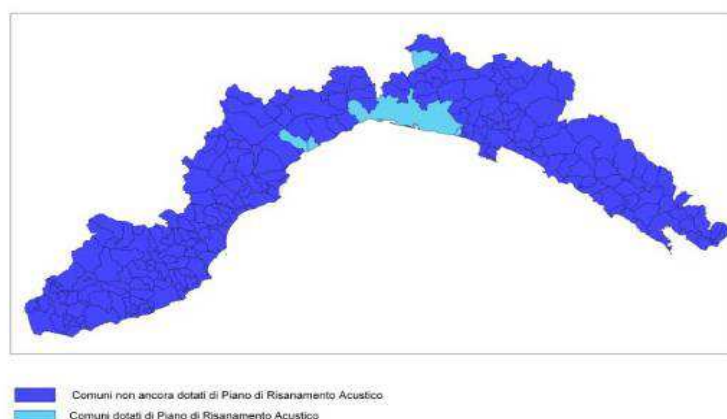 Comuni non ancora dotati di Piano di Risanamento Acustico
Comuni dotati di Piano di Risanamento Acustico